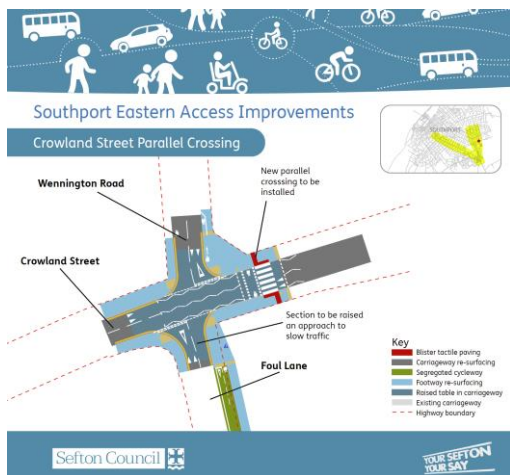 Southport Eastern Access Improvements
Crowland Street Parallel Crossing
SOUTHPORT
Wennington Road
New parallel
crosssing to be
installed
Crowland Street
Section to be raised
an approach to
slow traffic
Foul Lane
Key
Blister tactile paving
Carriageway re-surfacing
Segregated cycleway
Footway re-surfacing
Raised table in carriageway
Existing carriageway
Highway boundary
Sefton Council
YOUR SEFTON
YOUR SAY